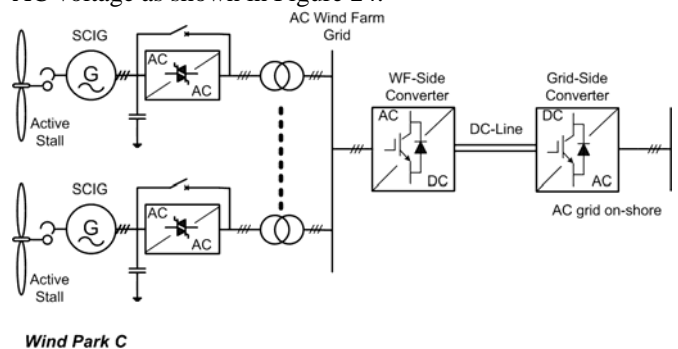 AC voltage as shown in Figure 24.
AC Wind Farm
Grid
SCIG
G
AC
AC
Active
Stall
WF-Side
Converter
AC
DC
DC-Line
Grid-Side
Converter
DC
AC
AC grid on-shore
SCIG
G
AC
AC
Active
Stall
Wind Park C